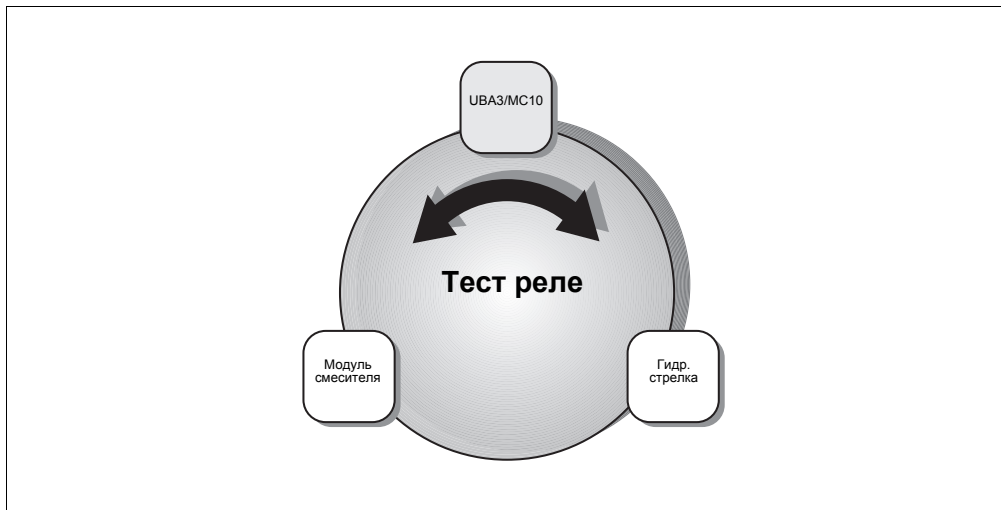 UBA3/MC10
Тест реле
Модуль
смесителя
Гидр.
стрелка